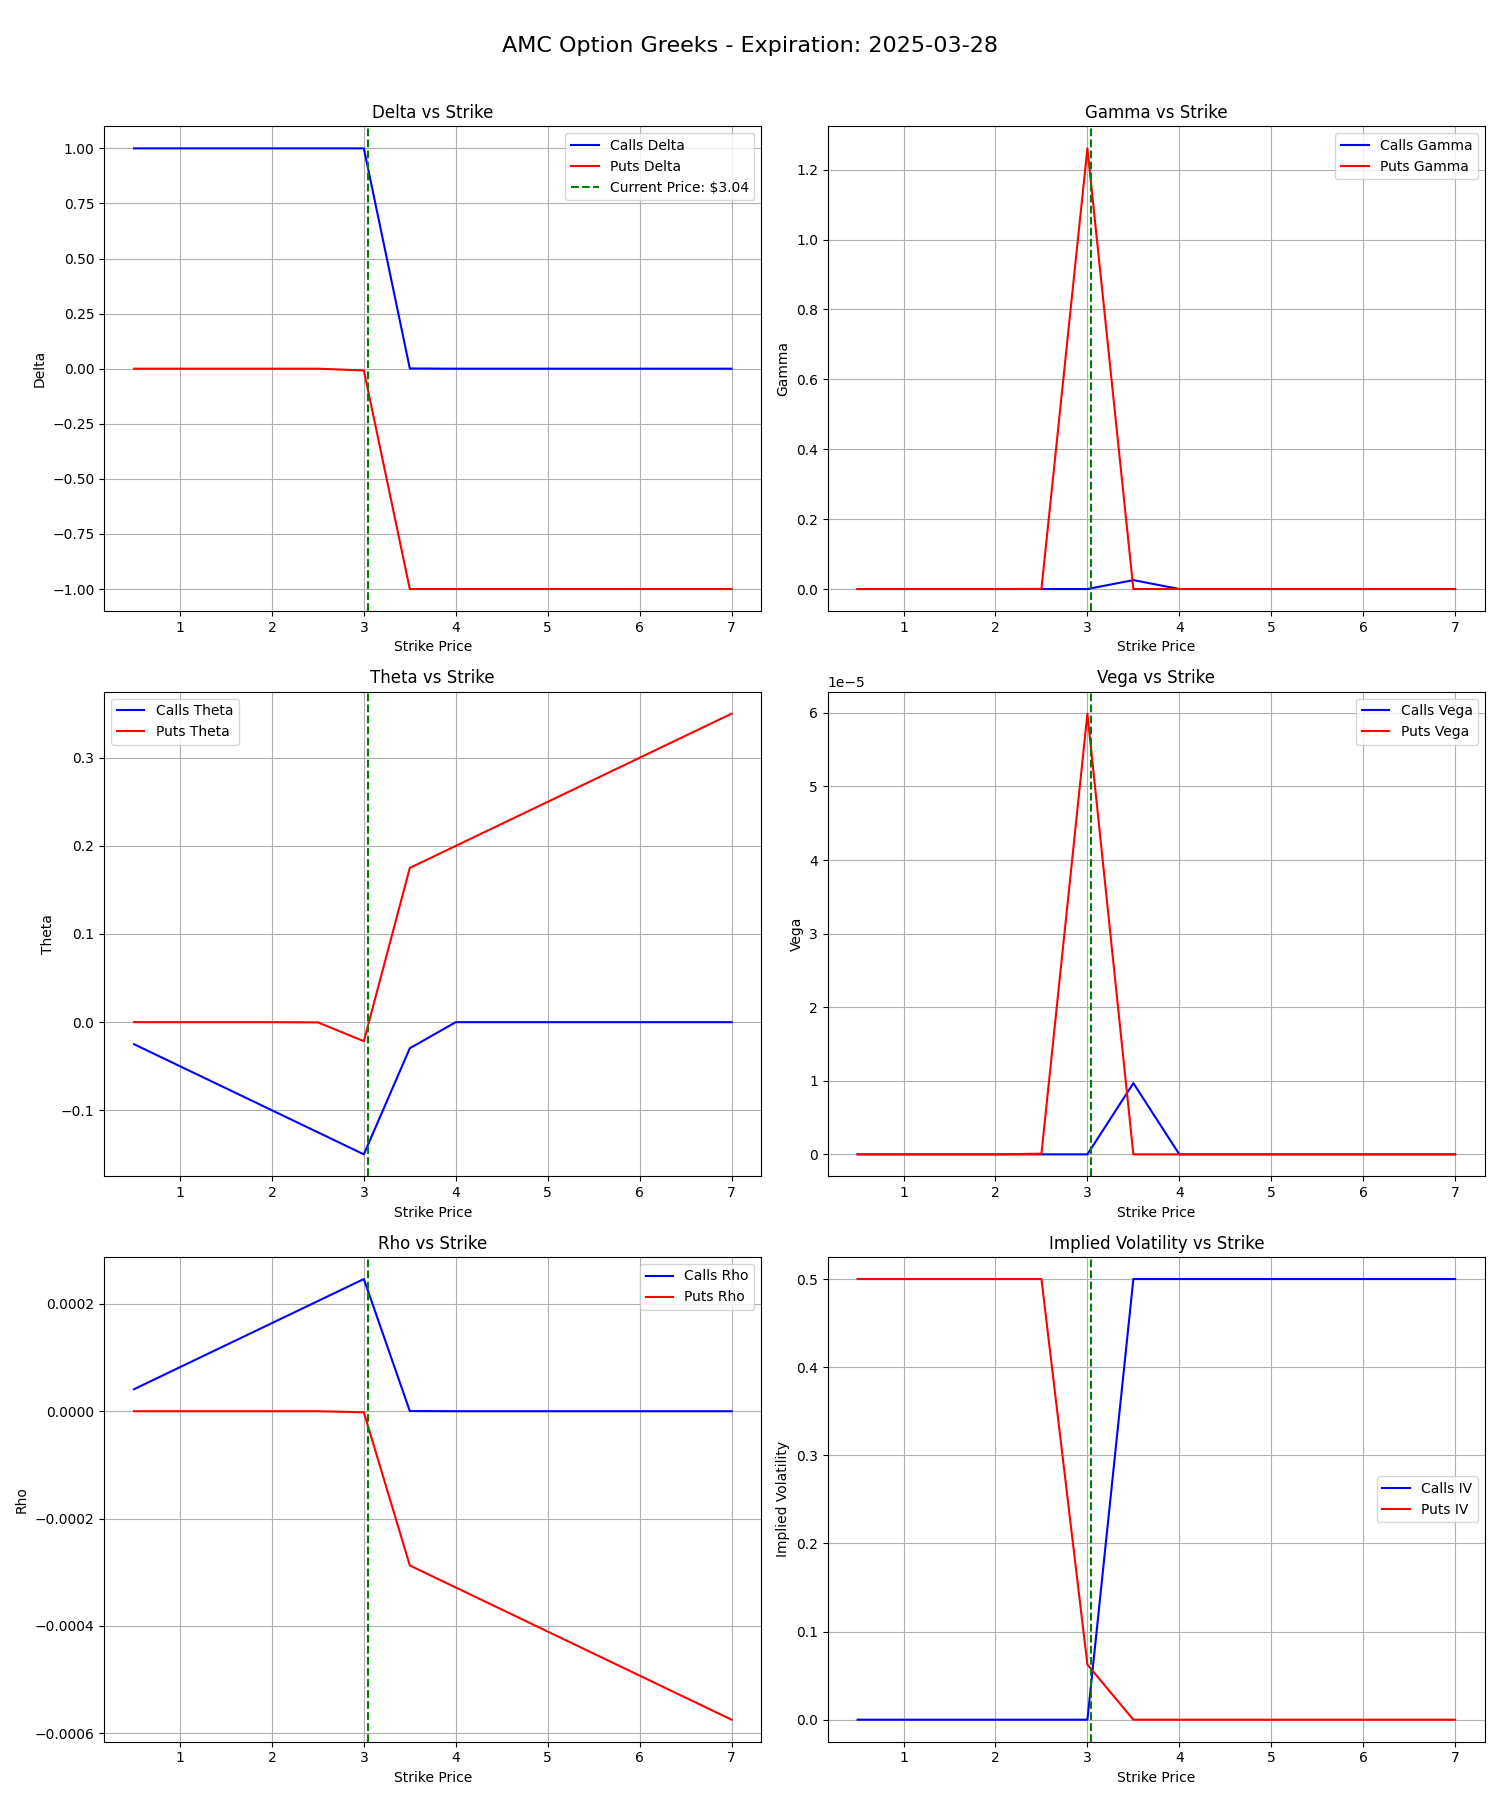 AMC Option Greeks - Expiration: 2025-03-28
Delta vs Strike
Calls Delta
Puts Delta
Current Price: $3.04
1.00
0.75
0.50
0.25
0.00
−0.25
−0.50
−0.75
−1.00
Delta
1 2 3 4 5 6 7
Strike Price
Gamma vs Strike
Calls Gamma
Puts Gamma
1.2
1.0
0.8
0.6
0.4
0.2
0.0
Gamma
1 2 3 4 5 6 7
Strike Price
Theta vs Strike
Calls Theta
Puts Theta
0.3
0.2
0.1
0.0
−0.1
Theta
1 2 3 4 5 6 7
Strike Price
Vega vs Strike
1e−5
Calls Vega
Puts Vega
6
5
4
3
2
1
0
Vega
1 2 3 4 5 6 7
Strike Price
Rho vs Strike
Calls Rho
Puts Rho
0.0002
0.0000
−0.0002
−0.0004
−0.0006
Rho
1 2 3 4 5 6 7
Strike Price
Implied Volatility vs Strike
Calls IV
Puts IV
0.5
0.4
0.3
0.2
0.1
0.0
Implied Volatility
1 2 3 4 5 6 7
Strike Price